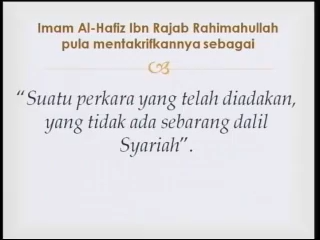 Imam Al-Hafiz Ibn Rajab Rahimahullah
pula mentakrifkannya sebagai
“Suatu perkara yang telah diadakan,
yang tidak ada sebarang dalil
Syariah”.